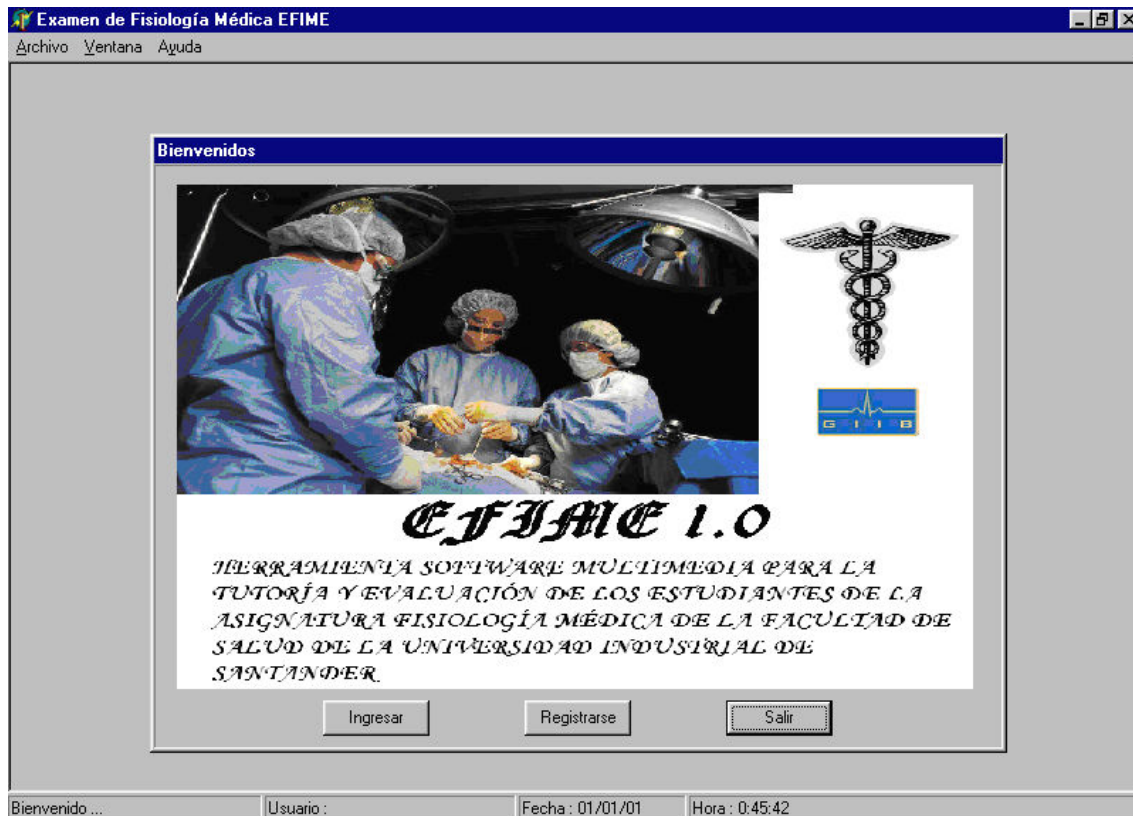 Examen de Fisiología Médica EFIME
Archivo Ventana Ayuda
Bienvenidos
GIIB
EFIME 1.0
HERRAMIENTA SOFTWARE MULTIMEDIA PARA LA
TUTORÍA Y EVALUACIÓN DE LOS ESTUDIANTES DE LA
ASIGNATURA FISIOLOGÍA MÉDICA DE LA FACULTAD DE
SALUD DE LA UNIVERSIDAD INDUSTRIAL DE
SANTANDER
Ingresar Registrarse Salir
Bienvenido ... Usuario : Fecha : 01/01/01 Hora : 0:45:42